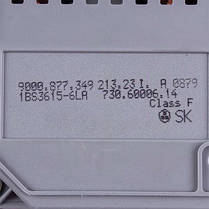 9000.877.349 213.23 I. A 0879
1BS3615-6LA 730.60006.14
Class F
SK